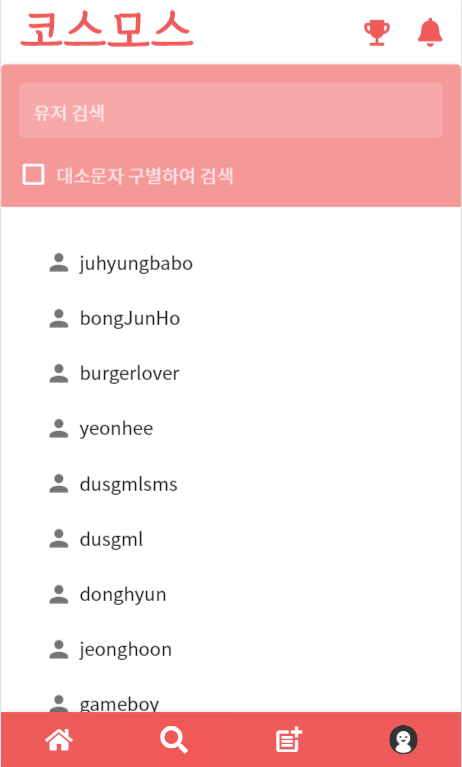 코스모스
유저 검색
대소문자 구별하여 검색
juhyungbabo
bongJunHo
burgerlover
yeonhee
dusgmlsms
dusgml
donghyun
jeonghoon
gameboy